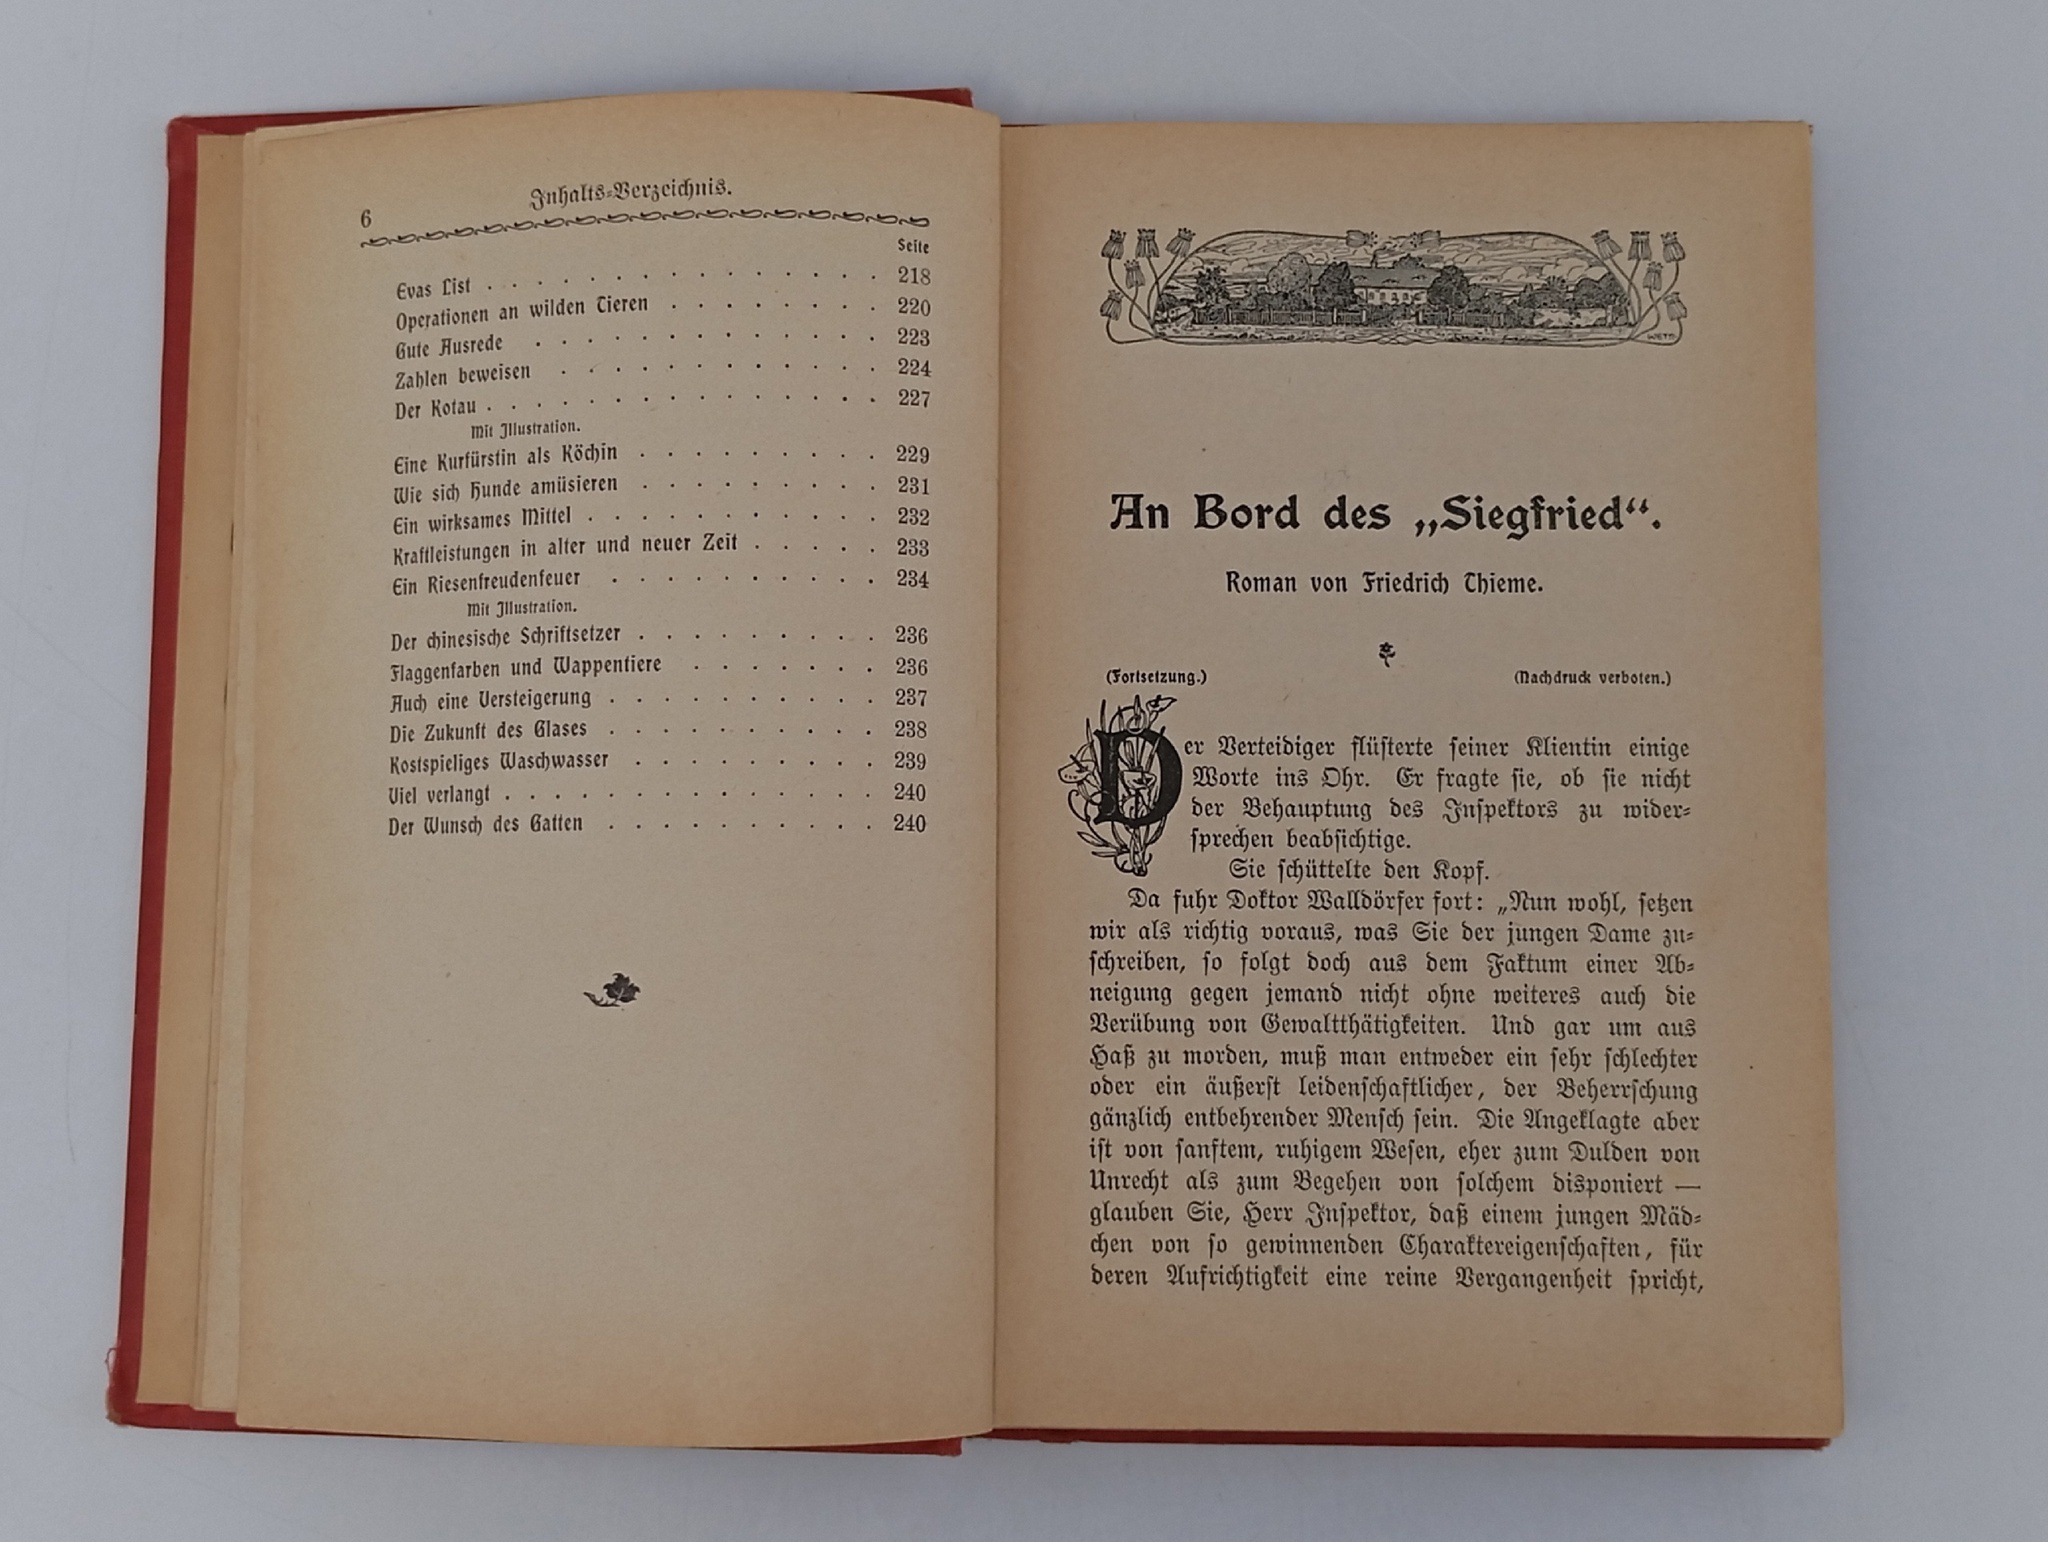 6
Inhalts-Verzeichnis.
Seite
Evas List . . . . . . . . . . . . . . . 218
Operationen an wilden Tieren . . . . . . . . 220
Gute Ausrede . . . . . . . . . . . . . 223
Zahlen beweisen . . . . . . . . . . . . 224
Der Kotau . . . . . . . . . . . . . . . 227
Mit Illustration.
Eine Kurfürstin als Köchin . . . . . . . . . 229
Wie sich Hunde amüsieren . . . . . . . . . 231
Ein wirksames Mittel . . . . . . . . . . . 232
Kraftleistungen in alter und neuer Zeit . . . . . 233
Ein Riesenfreudenfeuer . . . . . . . . . . 234
Mit Illustration.
Der chinesische Schriftsetzer . . . . . . . . . 236
Flaggenfarben und Wappentiere . . . . . . . 236
Auch eine Versteigerung . . . . . . . . . . 237
Die Zukunft des Glases . . . . . . . . . . 238
Kostspieliges Waschwasser . . . . . . . . . 239
Viel verlangt . . . . . . . . . . . . . . 240
Der Wunsch des Gatten . . . . . . . . . . 240
An Bord des „Siegfried“.
Roman von Friedrich Thieme.
(Fortsetzung.) (Nachdruck verboten.)
Der Verteidiger flüsterte seiner Klientin einige
Worte ins Ohr. Er fragte sie, ob sie nicht
der Behauptung des Inspektors zu wider-
sprechen beabsichtige.
Sie schüttelte den Kopf.
Da fuhr Doktor Walldörfer fort: „Nun wohl, setzen
wir als richtig voraus, was Sie der jungen Dame zu-
schreiben, so folgt doch aus dem Faktum einer Ab-
neigung gegen jemand nicht ohne weiteres auch die
Verübung von Gewaltthätigkeiten. Und gar um aus
Haß zu morden, muß man entweder ein sehr schlechter
oder ein äußerst leidenschaftlicher, der Beherrschung
gänzlich entbehrender Mensch sein. Die Angeklagte aber
ist von sanftem, ruhigem Wesen, eher zum Dulden von
Unrecht als zum Begehen von solchem disponiert —
glauben Sie, Herr Inspektor, daß einem jungen Mäd-
chen von so gewinnenden Charaktereigenschaften, für
deren Aufrichtigkeit eine reine Vergangenheit spricht,